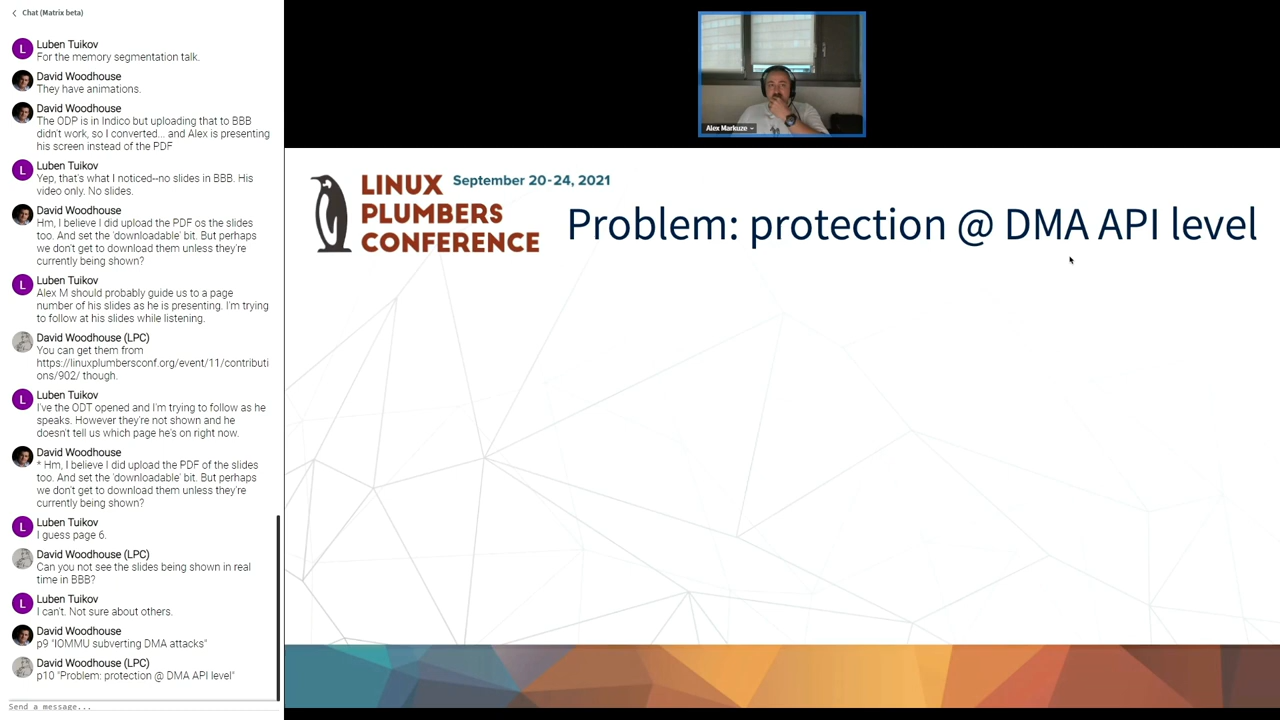 Chat (Matrix beta)
L
Luben Tuikov
For the memory segmentation talk.
David Woodhouse
They have animations.
David Woodhouse
The ODP is in Indico but uploading that to BBB
didn't work, so I converted... and Alex is presenting
his screen instead of the PDF
L
Luben Tuikov
Yep, that's what I noticed--no slides in BBB. His
video only. No slides.
David Woodhouse
Hm, I believe I did upload the PDF os the slides
too. And set the 'downloadable' bit. But perhaps
we don't get to download them unless they're
currently being shown?
L
Luben Tuikov
Alex M should probably guide us to a page
number of his slides as he is presenting. I'm trying
to follow at his slides while listening.
David Woodhouse (LPC)
You can get them from
https://linuxplumbersconf.org/event/11/contributi
ons/902/ though.
L
Luben Tuikov
I've the ODT opened and I'm trying to follow as he
speaks. However they're not shown and he
doesn't tell us which page he's on right now.
David Woodhouse
* Hm, I believe I did upload the PDF of the slides
too. And set the 'downloadable' bit. But perhaps
we don't get to download them unless they're
currently being shown?
L
Luben Tuikov
I guess page 6.
David Woodhouse (LPC)
Can you not see the slides being shown in real
time in BBB?
L
Luben Tuikov
I can't. Not sure about others.
David Woodhouse
p9 "IOMMU subverting DMA attacks"
David Woodhouse (LPC)
p10 "Problem: protection @ DMA API level"
Send a message...
Alex Markuze
LINUX
PLUMBERS
CONFERENCE
September 20-24, 2021
Problem: protection @ DMA API level